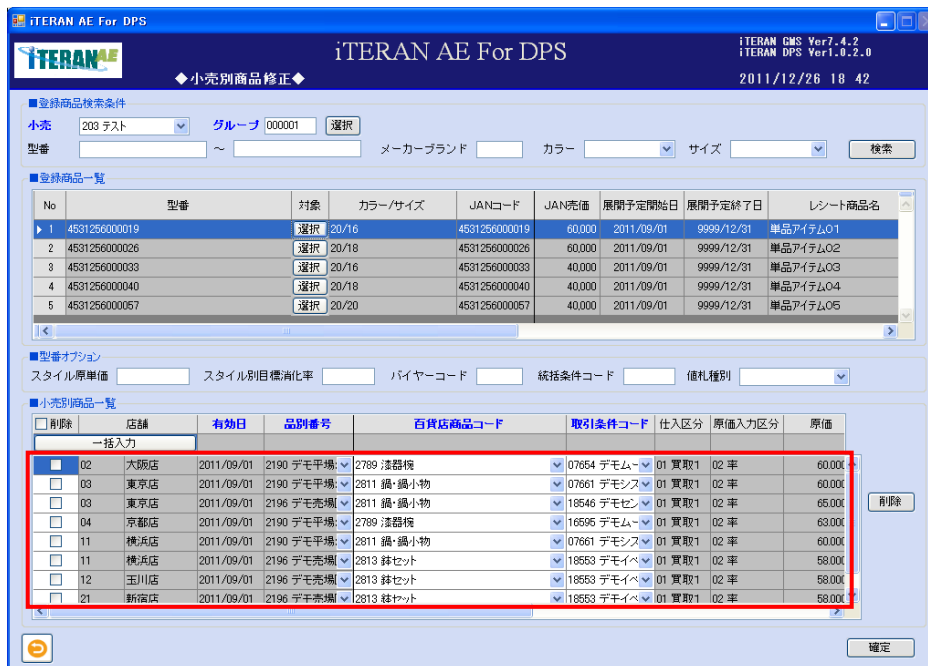 iTERAN AE For DPS
iTERAN AE
iTERAN AE For DPS
iTERAN GMS Ver7.4.2
iTERAN DPS Ver1.0.2.0
◆小売別商品修正◆
2011/12/26 18 42
■登録商品検索条件
小売 203 テスト グループ 000001 選択
型番 ～ メーカーブランド カラー サイズ 検索
■登録商品一覧
No 型番 対象 カラー/サイズ JANコード JAN売価 展開予定開始日 展開予定終了日 レシート商品名
1 4531256000019 選択 20/16 4531256000019 60,000 2011/09/01 9999/12/31 単品アイテム01
2 4531256000026 選択 20/18 4531256000026 60,000 2011/09/01 9999/12/31 単品アイテム02
3 4531256000033 選択 20/16 4531256000033 40,000 2011/09/01 9999/12/31 単品アイテム03
4 4531256000040 選択 20/18 4531256000040 40,000 2011/09/01 9999/12/31 単品アイテム04
5 4531256000057 選択 20/20 4531256000057 40,000 2011/09/01 9999/12/31 単品アイテム05
■型番オプション
スタイル原単価 スタイル別目標消化率 バイヤーコード 統括条件コード 値札種別
■小売別商品一覧
削除 店舗 有効日 品別番号 百貨店商品コード 取引条件コード 仕入区分 原価入力区分 原価
一括入力
02 大阪店 2011/09/01 2190 デモ平場 2789 漆器椀 07654 デモムー 01 買取1 02 率 60.000
03 東京店 2011/09/01 2190 デモ平場 2811 鍋・鍋小物 07661 デモシス 01 買取1 02 率 60.000
03 東京店 2011/09/01 2196 デモ売場 2811 鍋・鍋小物 18546 デモセン 01 買取1 02 率 65.000
04 京都店 2011/09/01 2190 デモ平場 2789 漆器椀 16595 デモムー 01 買取1 02 率 63.000
11 横浜店 2011/09/01 2190 デモ平場 2811 鍋・鍋小物 07661 デモシス 01 買取1 02 率 60.000
11 横浜店 2011/09/01 2196 デモ売場 2813 鉢セット 18553 デモイベ 01 買取1 02 率 58.000
12 玉川店 2011/09/01 2196 デモ売場 2813 鉢セット 18553 デモイベ 01 買取1 02 率 58.000
21 新宿店 2011/09/01 2196 デモ売場 2813 鉢セット 18553 デモイベ 01 買取1 02 率 58.000
削除
確定